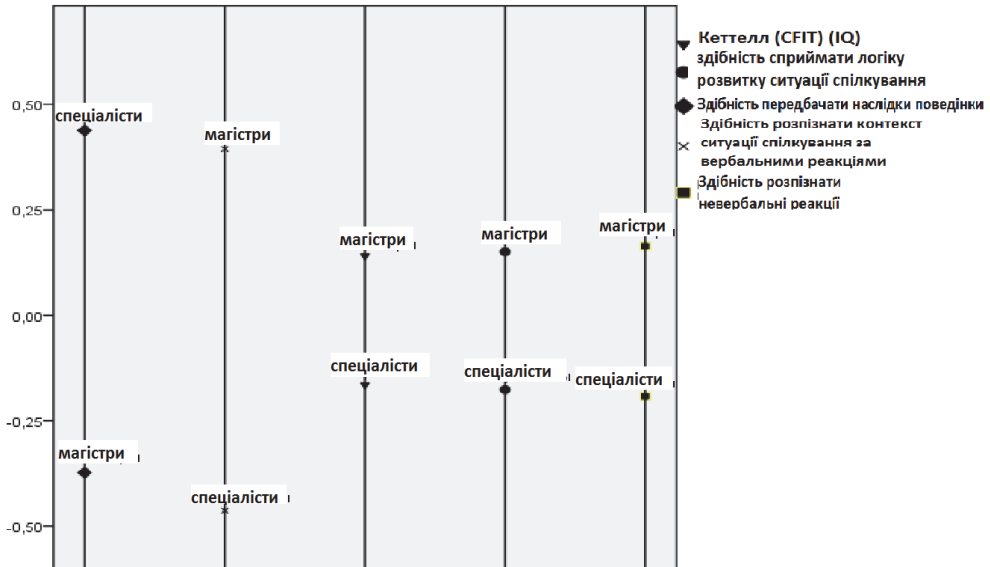 Кеттелл (CFIT) (IQ)
здібність сприймати логіку
розвитку ситуації спілкування
Здібність передбачати наслідки поведінки
Здібність розпізнати контекст
ситуації спілкування за
вербальними реакціями
Здібність розпізнати
невербальні реакції
0,50
спеціалісти
магістри
0,25
магістри
магістри
магістри
0,00
спеціалісти
спеціалісти
спеціалісти
-0,25
магістри
спеціалісти
-0,50